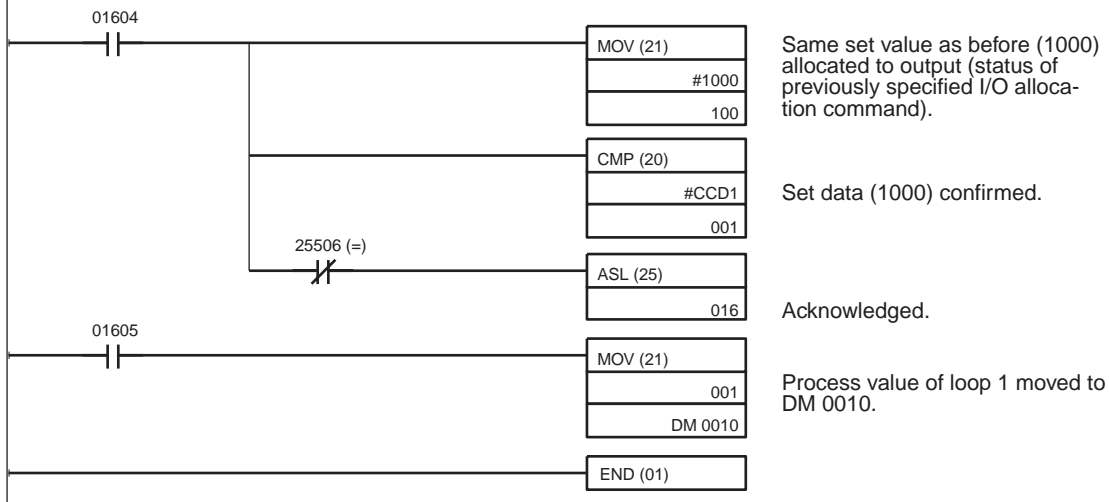 01604
MOV (21)
#1000
100
Same set value as before (1000)
allocated to output (status of
previously specified I/O alloca-
tion command).
CMP (20)
#CCD1
001
Set data (1000) confirmed.
25506 (=)
ASL (25)
016
Acknowledged.
01605
MOV (21)
001
DM 0010
Process value of loop 1 moved to
DM 0010.
END (01)